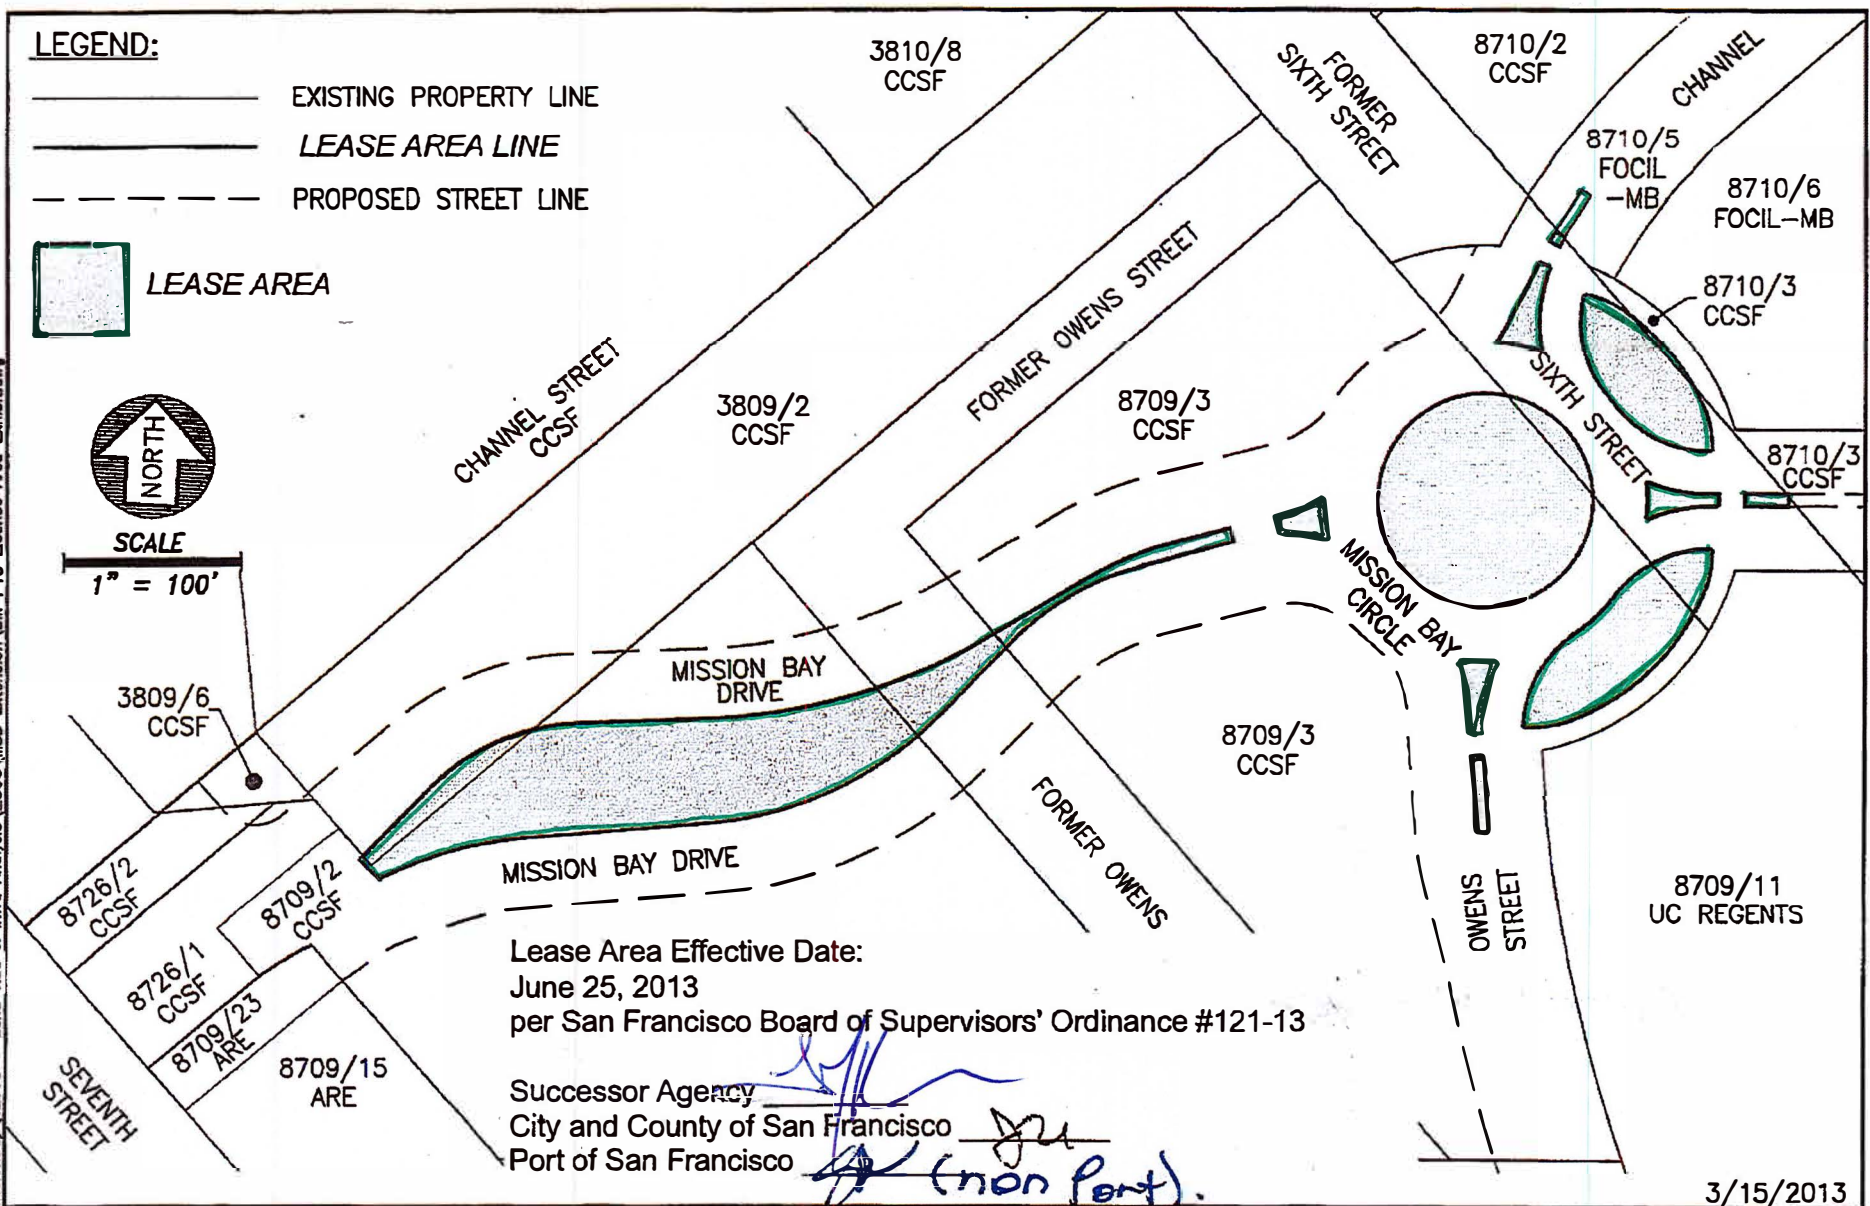 LEGEND:
EXISTING PROPERTY LINE
LEASE AREA LINE
PROPOSED STREET LINE
LEASE AREA
NORTH
SCALE
1" = 100'
3810/8
CCSF
FORMER
SIXTH STREET
8710/2
CCSF
CHANNEL
8710/5
FOCIL
-MB
8710/6
FOCIL-MB
8710/3
CCSF
CHANNEL STREET
CCSF
3809/2
CCSF
FORMER OWENS STREET
8709/3
CCSF
SIXTH STREET
8710/3
CCSF
MISSION BAY
CIRCLE
3809/6
CCSF
MISSION BAY
DRIVE
8709/3
CCSF
MISSION BAY DRIVE
FORMER OWENS
OWENS
STREET
8709/11
UC REGENTS
8726/2
CCSF
8709/2
CCSF
8726/1
CCSF
8709/23
ARE
8709/15
ARE
SEVENTH
STREET
Lease Area Effective Date:
June 25, 2013
per San Francisco Board of Supervisors' Ordinance #121-13
Successor Agency
City and County of San Francisco
Port of San Francisco
(non Port).
3/15/2013